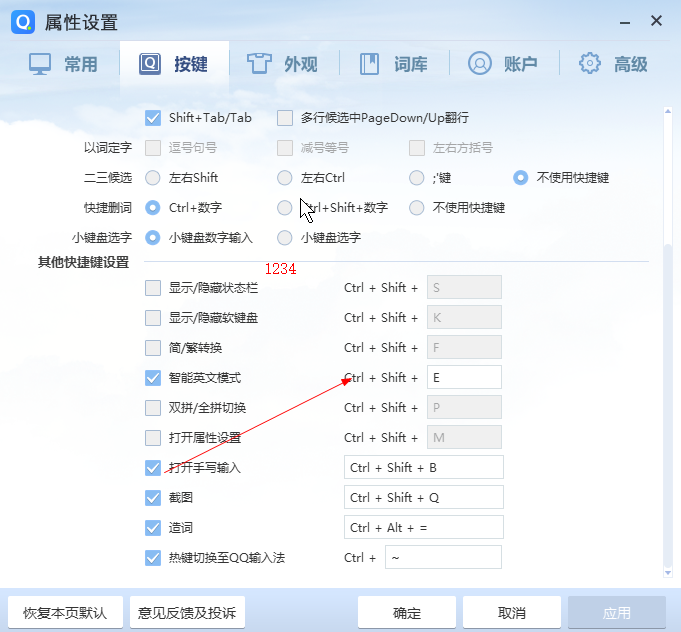 属性设置
常用 按键 外观 词库 账户 高级
Shift+Tab/Tab 多行候选中PageDown/Up翻行
以词定字 逗号句号 减号等号 左右方括号
二三候选 左右Shift 左右Ctrl ;'键 不使用快捷键
快捷删词 Ctrl+数字 Ctrl+Shift+数字 不使用快捷键
小键盘选字 小键盘数字输入 小键盘选字
其他快捷键设置
1234
显示/隐藏状态栏 Ctrl + Shift + S
显示/隐藏软键盘 Ctrl + Shift + K
简/繁转换 Ctrl + Shift + F
智能英文模式 Ctrl + Shift + E
双拼/全拼切换 Ctrl + Shift + P
打开属性设置 Ctrl + Shift + M
打开手写输入 Ctrl + Shift + B
截图 Ctrl + Shift + Q
造词 Ctrl + Alt + =
热键切换至QQ输入法 Ctrl + ~
恢复本页默认 意见反馈及投诉 确定 取消 应用